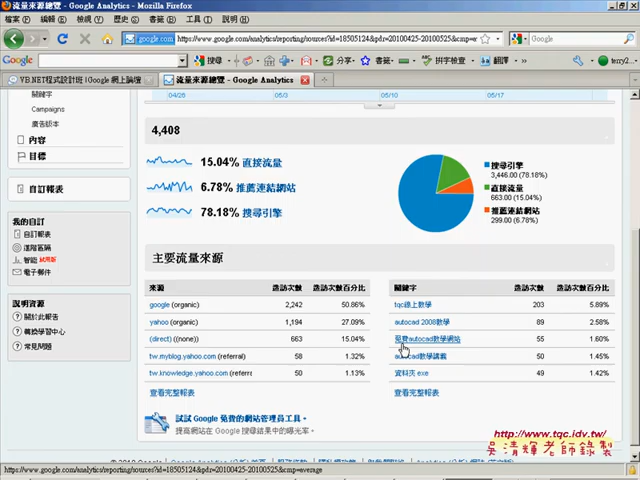 流量來源總覽 - Google Analytics - Mozilla Firefox
檔案(F) 編輯(E) 檢視(V) 歷史(S) 書籤(B) 工具(T) 說明(H)
google.com https://www.google.com/analytics/reporting/sources?id=18505124&pdr=20100425-20100525&cmp=average
Google
Google 搜尋 分享 書籤 拼字檢查 翻譯
VB.NET程式設計班 | Google 網上論壇 流量來源總覽 - Google Analytics
04/26 05/3 05/10 05/17
關鍵字
Campaigns
廣告版本
內容
目標
自訂報表
我的自訂
自訂報表
進階區隔
智能 試用版
電子郵件
說明資源
關於此報告
轉換學習中心
常見問題
4,408
15.04% 直接流量
6.78% 推薦連結網站
78.18% 搜尋引擎
搜尋引擎
3,446.00 (78.18%)
直接流量
663.00 (15.04%)
推薦連結網站
299.00 (6.78%)
主要流量來源
來源 造訪次數 造訪次數百分比
google (organic) 2,242 50.86%
yahoo (organic) 1,194 27.09%
(direct) ((none)) 663 15.04%
tw.myblog.yahoo.com (referral) 58 1.32%
tw.knowledge.yahoo.com (referr 50 1.13%
查看完整報表
關鍵字 造訪次數 造訪次數百分比
tqc線上教學 203 5.89%
autocad 2008教學 89 2.58%
免費autocad教學網站 55 1.60%
autocad教學講義 50 1.45%
資料夾 exe 49 1.42%
查看完整報表
試試 Google 免費的網站管理員工具。
提高網站在 Google 搜尋結果中的曝光率。
http://www.tqc.idv.tw/
吳清輝老師錄製
https://www.google.com/analytics/reporting/sources?id=18505124&pdr=20100425-20100525&cmp=average